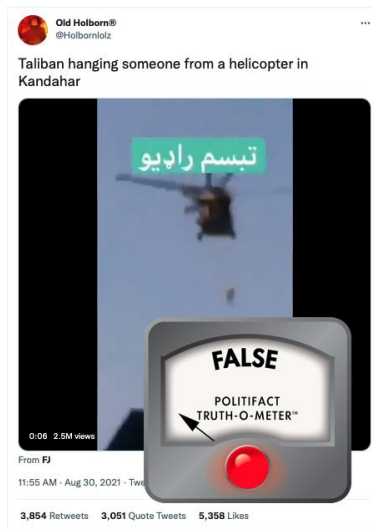 Old Holborn®
@Holbornlolz
Taliban hanging someone from a helicopter in
Kandahar
تبسم راډیو
0:06 2.5M views
FALSE
POLITIFACT
TRUTH-O-METER™
From FJ
11:55 AM · Aug 30, 2021 ·
3,854 Retweets 3,051 Quote Tweets 5,358 Likes